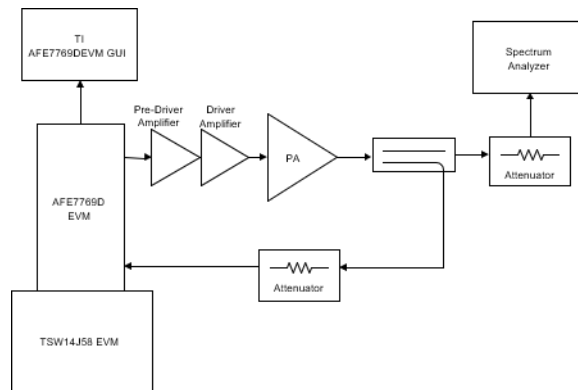 TI
AFE7769DEVM GUI
Spectrum
Analyzer
Pre-Driver
Amplifier
Driver
Amplifier
PA
Attenuator
AFE7769D
EVM
Attenuator
TSW14J58 EVM